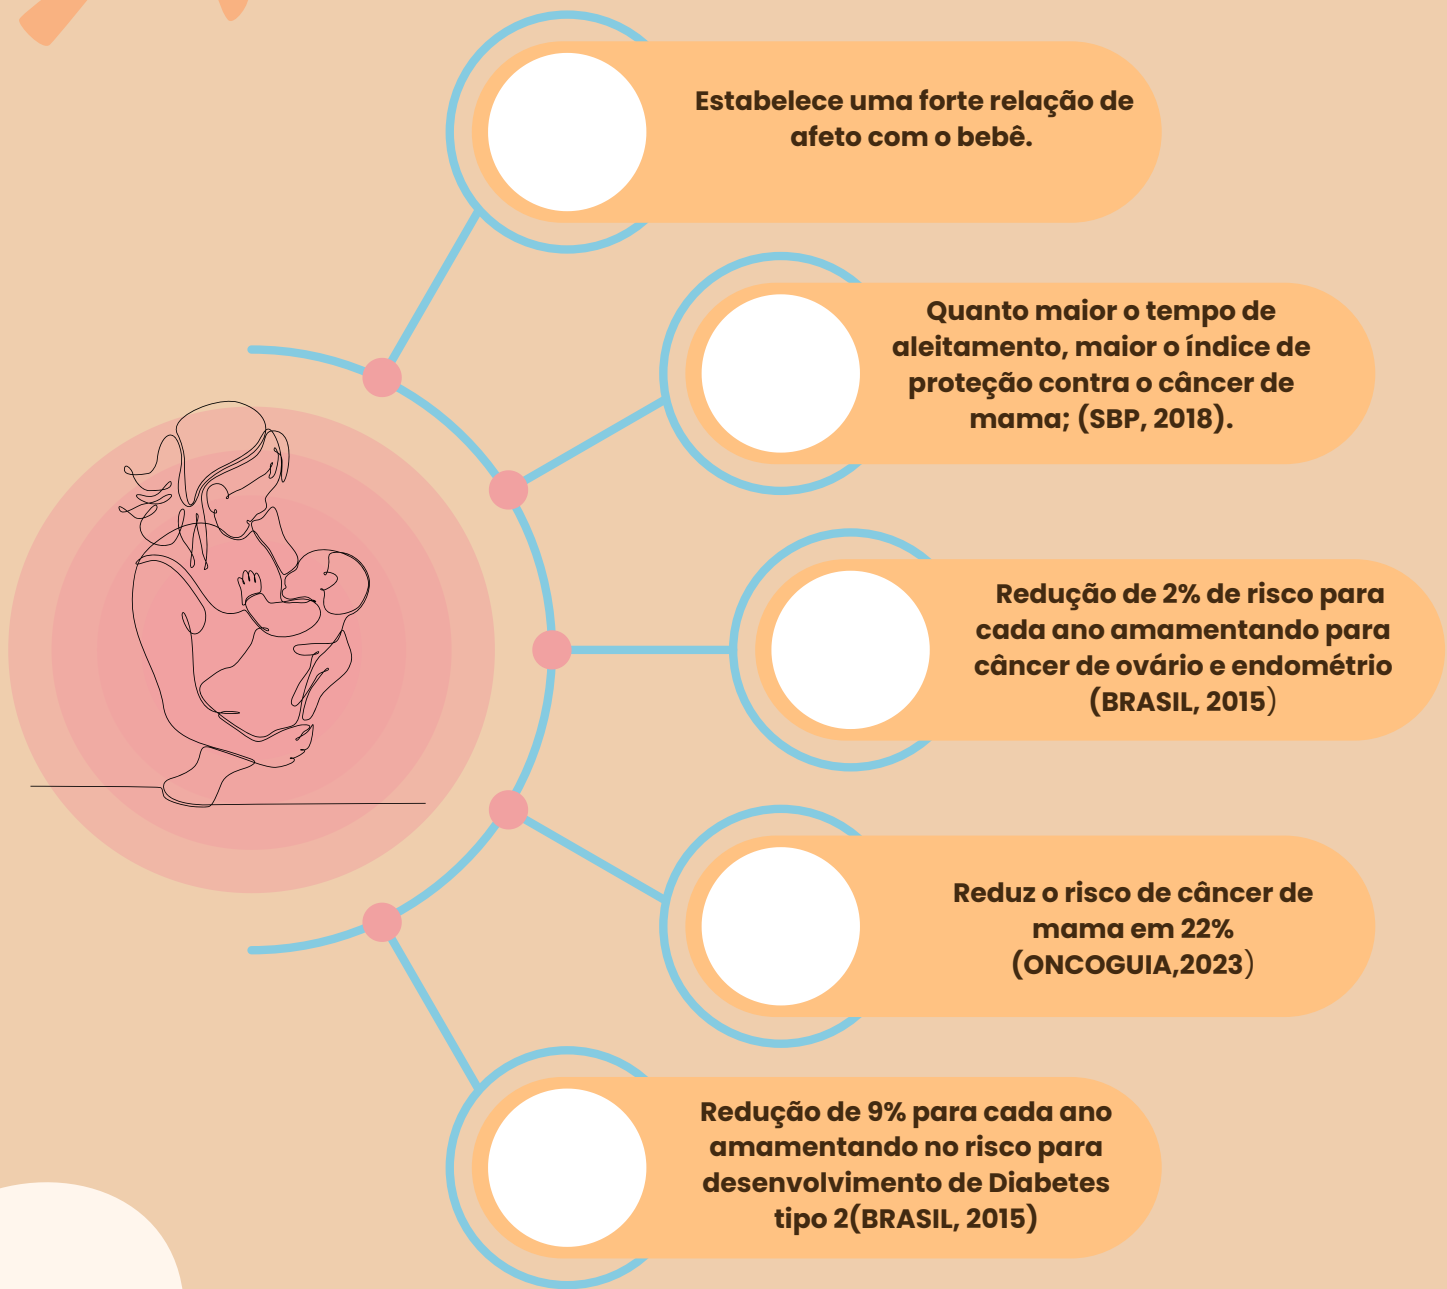 Estabelece uma forte relação de
afeto com o bebê.
Quanto maior o tempo de
aleitamento, maior o índice de
proteção contra o câncer de
mama; (SBP, 2018).
Redução de 2% de risco para
cada ano amamentando para
câncer de ovário e endométrio
(BRASIL, 2015)
Reduz o risco de câncer de
mama em 22%
(ONCOGUIA,2023)
Redução de 9% para cada ano
amamentando no risco para
desenvolvimento de Diabetes
tipo 2(BRASIL, 2015)